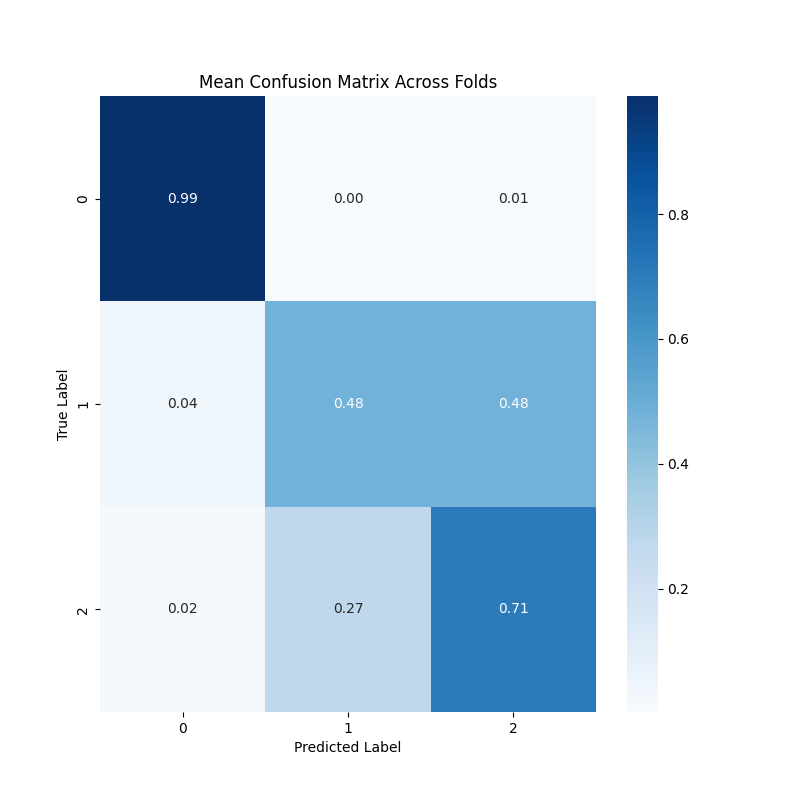 Mean Confusion Matrix Across Folds
0 0.99 0.00 0.01
0.8
0.6
True Label
1 0.04 0.48 0.48
0.4
0.2
2 0.02 0.27 0.71
0 1 2
Predicted Label